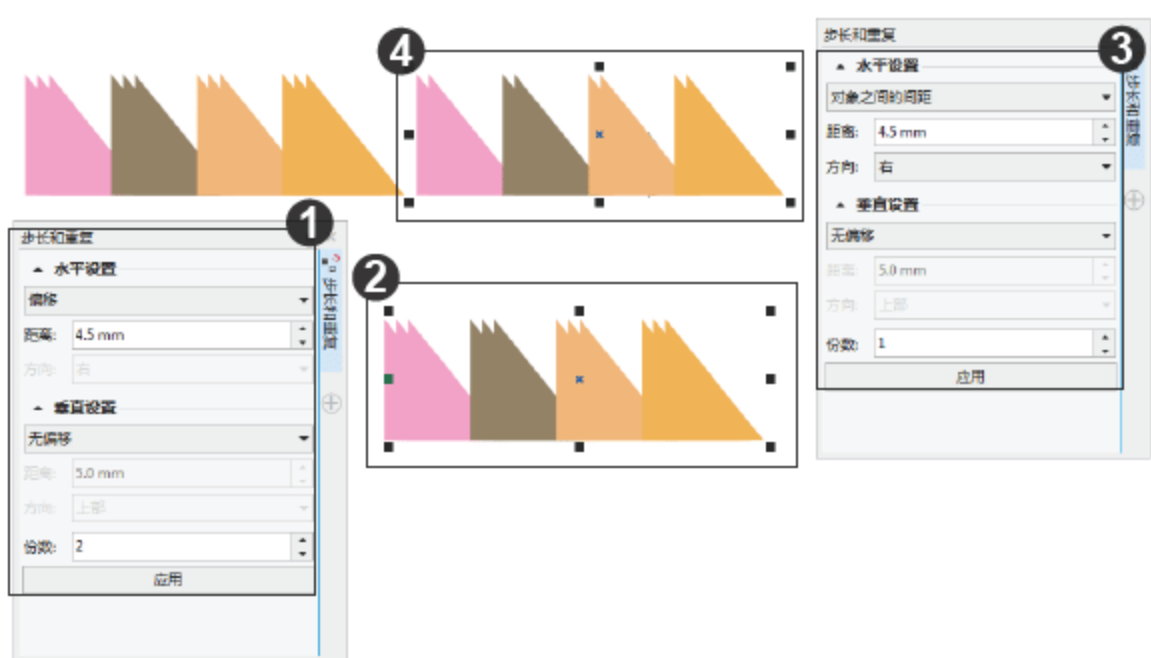 步长和重复
水平设置
偏移
距离: 4.5 mm
方向: 右
垂直设置
无偏移
距离: 5.0 mm
方向: 上部
份数: 2
应用
步长和重复
1
2
4
步长和重复
水平设置
对象之间的间距
距离: 4.5 mm
方向: 右
垂直设置
无偏移
距离: 5.0 mm
方向: 上部
份数: 1
应用
步长和重复
3